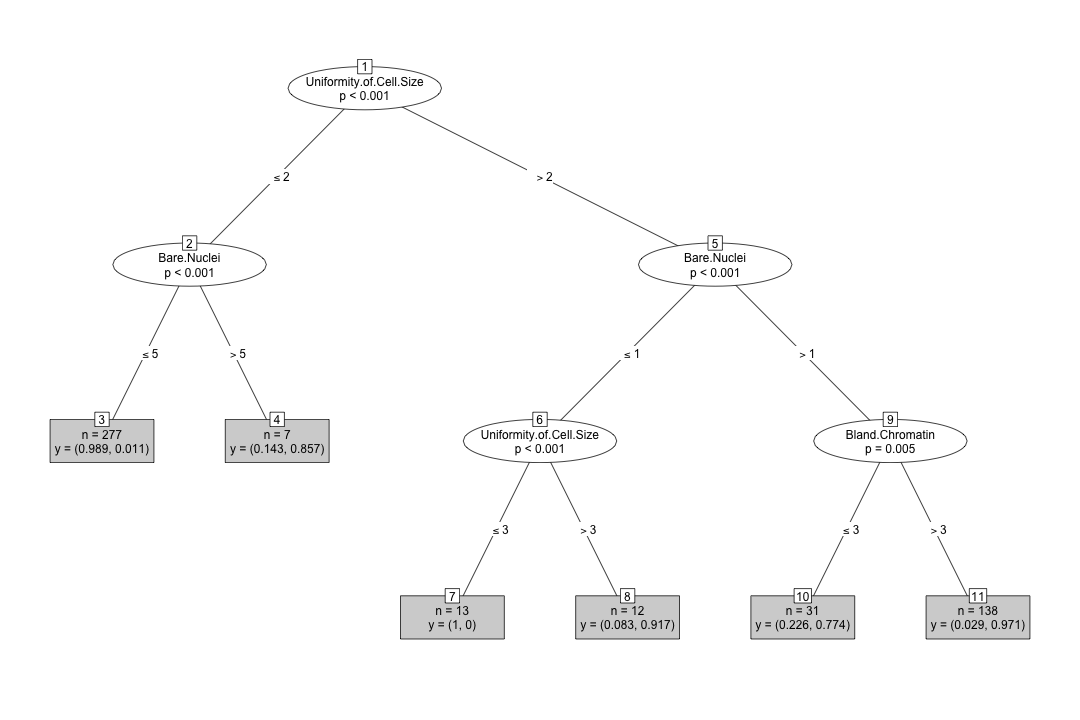 1
Uniformity.of.Cell.Size
p < 0.001
≤ 2
> 2
2
Bare.Nuclei
p < 0.001
5
Bare.Nuclei
p < 0.001
≤ 5
> 5
≤ 1
> 1
3
n = 277
y = (0.989, 0.011)
4
n = 7
y = (0.143, 0.857)
6
Uniformity.of.Cell.Size
p < 0.001
9
Bland.Chromatin
p = 0.005
≤ 3
> 3
≤ 3
> 3
7
n = 13
y = (1, 0)
8
n = 12
y = (0.083, 0.917)
10
n = 31
y = (0.226, 0.774)
11
n = 138
y = (0.029, 0.971)